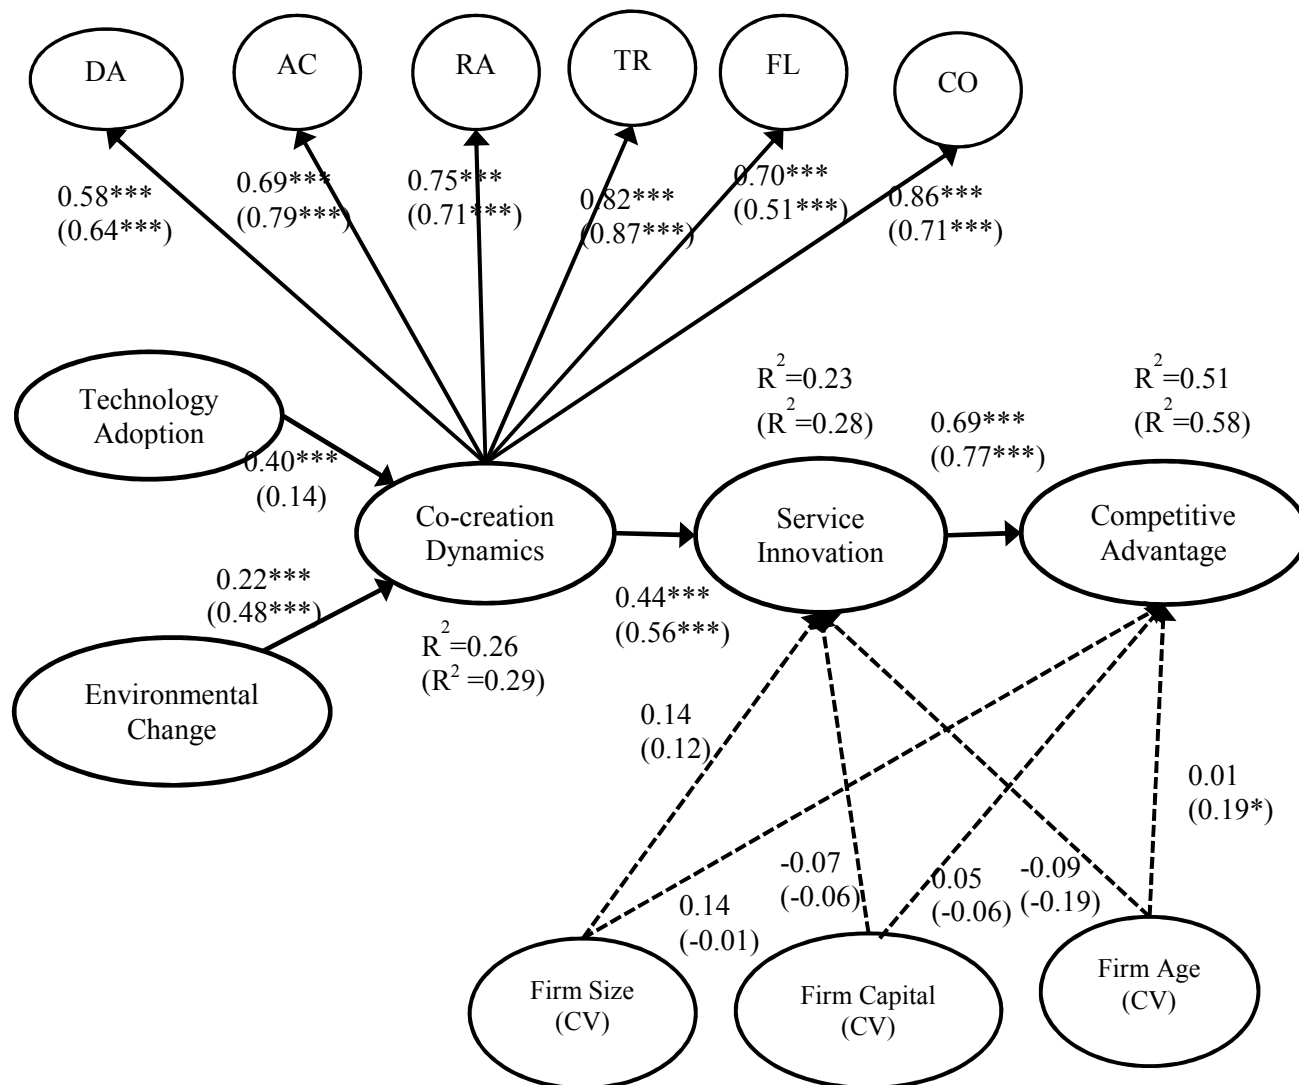 DA
AC
RA
TR
FL
CO
0.58***
(0.64***)
0.69***
(0.79***)
0.75***
(0.71***)
0.82***
(0.87***)
0.70***
(0.51***)
0.86***
(0.71***)
Technology
Adoption
0.40***
(0.14)
R²=0.23
(R²=0.28)
0.69***
(0.77***)
R²=0.51
(R²=0.58)
Co-creation
Dynamics
Service
Innovation
Competitive
Advantage
0.22***
(0.48***)
0.44***
(0.56***)
R²=0.26
(R² =0.29)
Environmental
Change
0.14
(0.12)
0.01
(0.19*)
0.14
(-0.01)
-0.07
(-0.06)
0.05
(-0.06)
-0.09
(-0.19)
Firm Size
(CV)
Firm Capital
(CV)
Firm Age
(CV)